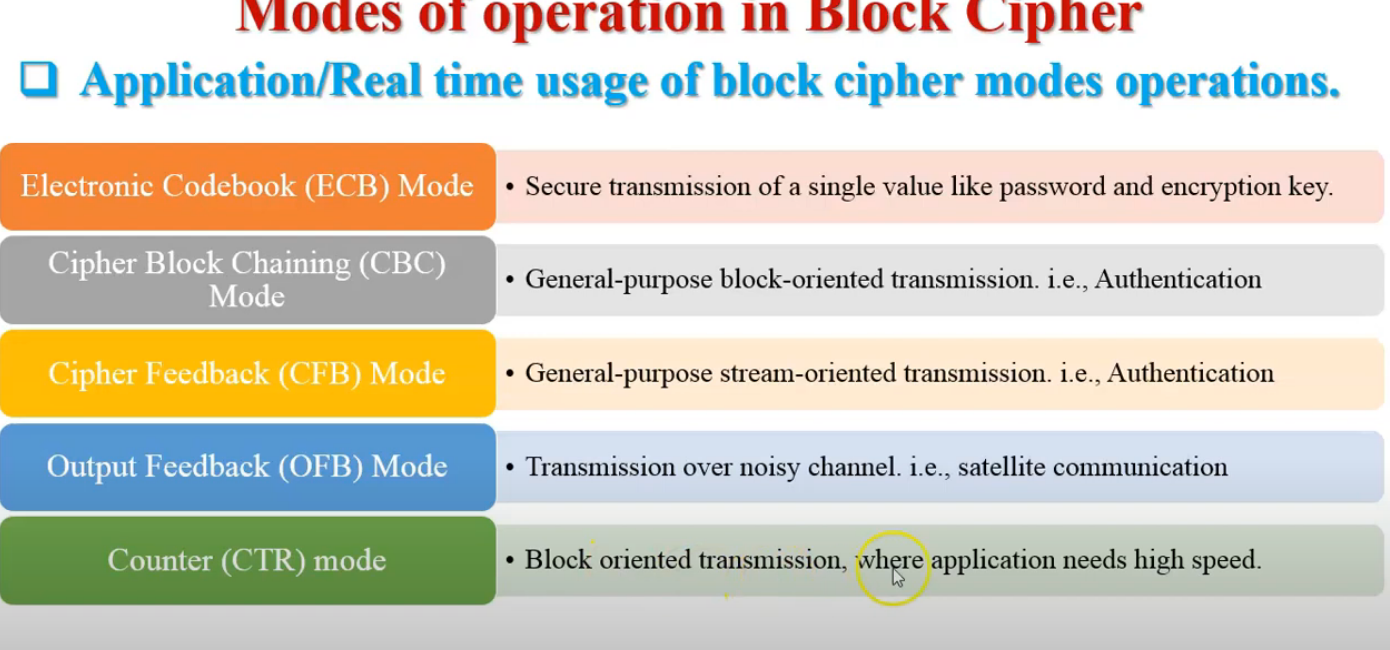 Modes of operation in Block Cipher
Application/Real time usage of block cipher modes operations.
Electronic Codebook (ECB) Mode
• Secure transmission of a single value like password and encryption key.
Cipher Block Chaining (CBC)
Mode
• General-purpose block-oriented transmission. i.e., Authentication
Cipher Feedback (CFB) Mode
• General-purpose stream-oriented transmission. i.e., Authentication
Output Feedback (OFB) Mode
• Transmission over noisy channel. i.e., satellite communication
Counter (CTR) mode
• Block oriented transmission, where application needs high speed.